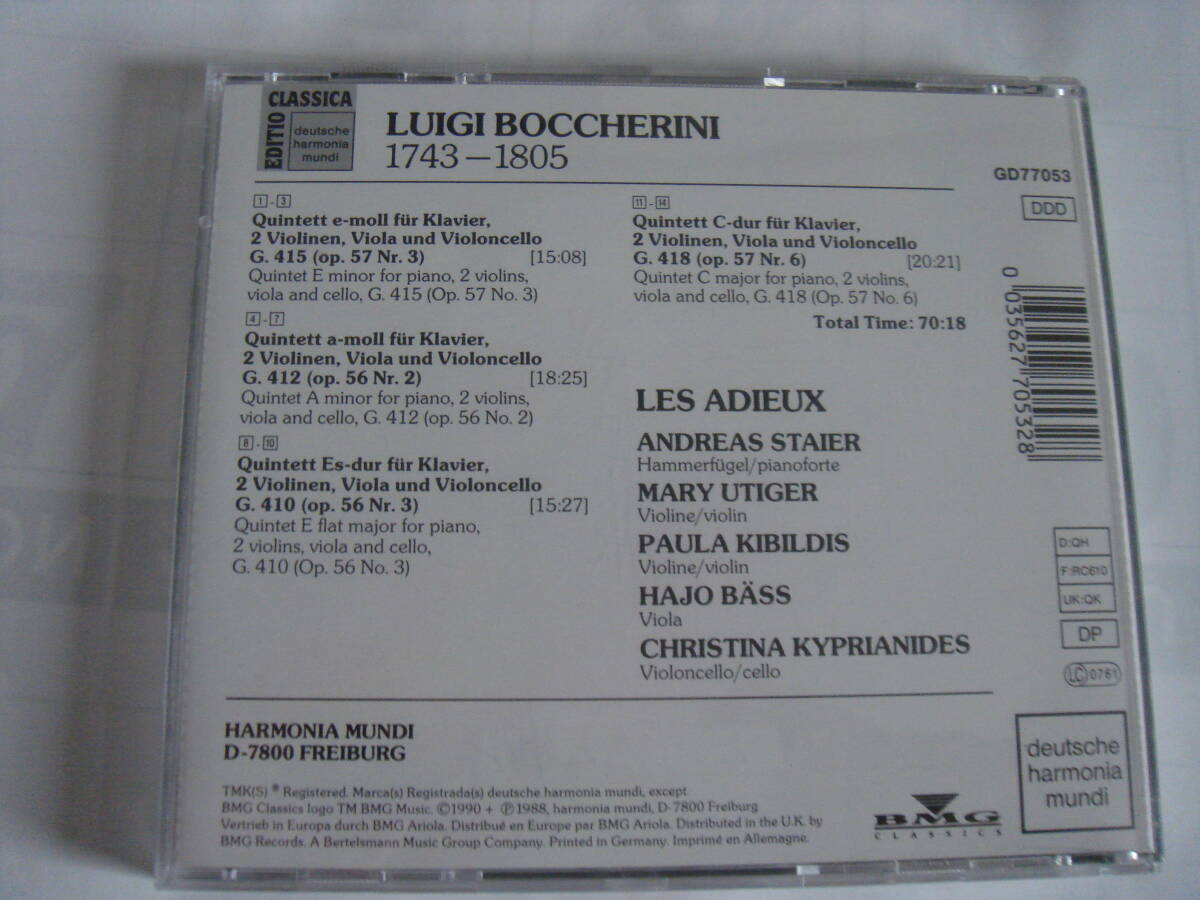 EDITIO
CLASSICA
deutsche
harmonia
mundi
LUIGI BOCCHERINI
1743–1805
GD77053
DDD
1 - 3
Quintett e-moll für Klavier,
2 Violinen, Viola und Violoncello
G. 415 (op. 57 Nr. 3) [15:08]
Quintet E minor for piano, 2 violins,
viola and cello, G. 415 (Op. 57 No. 3)
4 - 7
Quintett a-moll für Klavier,
2 Violinen, Viola und Violoncello
G. 412 (op. 56 Nr. 2) [18:25]
Quintet A minor for piano, 2 violins,
viola and cello, G. 412 (op. 56 No. 2)
8 - 10
Quintett Es-dur für Klavier,
2 Violinen, Viola und Violoncello
G. 410 (op. 56 Nr. 3) [15:27]
Quintet E flat major for piano,
2 violins, viola and cello,
G. 410 (Op. 56 No. 3)
11 - 14
Quintett C-dur für Klavier,
2 Violinen, Viola und Violoncello
G. 418 (op. 57 Nr. 6) [20:21]
Quintet C major for piano, 2 violins,
viola and cello, G. 418 (Op. 57 No. 6)
Total Time: 70:18
LES ADIEUX
ANDREAS STAIER
Hammerfügel/pianoforte
MARY UTIGER
Violine/violin
PAULA KIBILDIS
Violine/violin
HAJO BÄSS
Viola
CHRISTINA KYPRIANIDES
Violoncello/cello
0 035627 705328
D:QH
F:RC610
UK:QK
DP
LC 0761
HARMONIA MUNDI
D-7800 FREIBURG
TMK(S) ® Registered. Marca(s) Registrada(s) deutsche harmonia mundi, except
BMG Classics logo TM BMG Music. ©1990 + ℗1988, harmonia mundi, D-7800 Freiburg
Vertrieb in Europa durch BMG Ariola. Distribué en Europe par BMG Ariola. Distributed in the U.K. by
BMG Records. A Bertelsmann Music Group Company. Printed in Germany. Imprimé en Allemagne.
BMG
CLASSICS
deutsche
harmonia
mundi